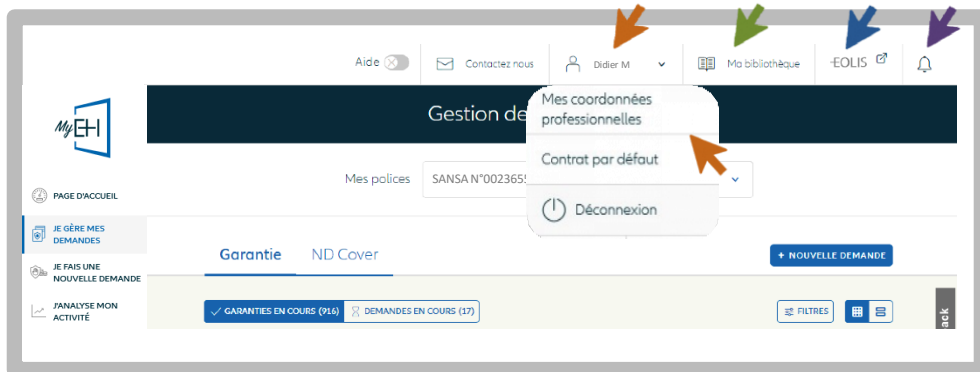 Aide
Contactez nous
Didier M
Ma bibliothèque
EOLIS
Gestion de
Mes coordonnées
professionnelles
Contrat par défaut
Déconnexion
My EH
Mes polices
SANSA N°0023655
PAGE D'ACCUEIL
JE GÈRE MES
DEMANDES
JE FAIS UNE
NOUVELLE DEMANDE
J'ANALYSE MON
ACTIVITÉ
Garantie
ND Cover
+ NOUVELLE DEMANDE
GARANTIES EN COURS (916)
DEMANDES EN COURS (17)
FILTRES
ack